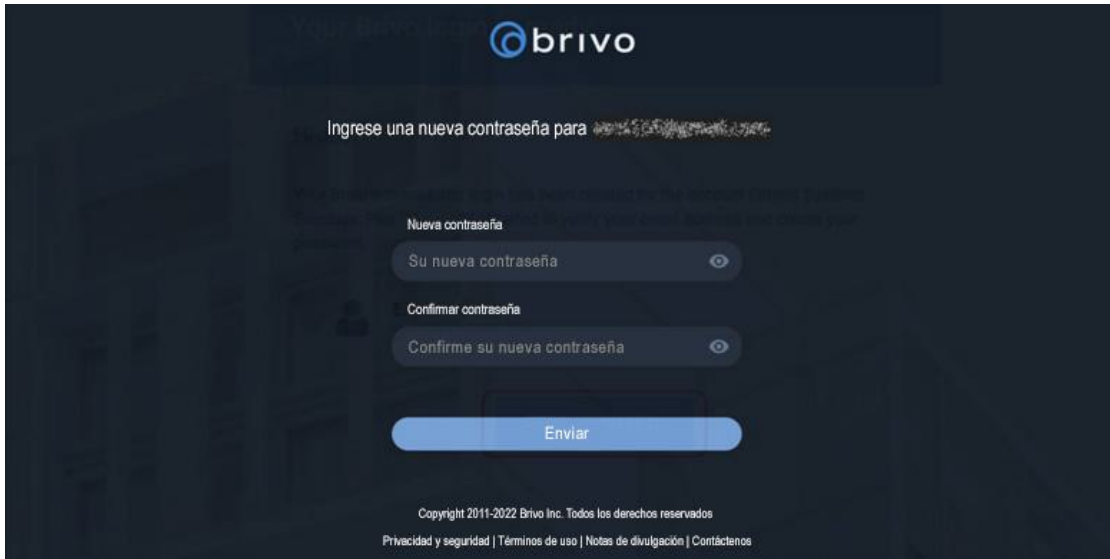 brivo
Ingrese una nueva contraseña para
Nueva contraseña
Su nueva contraseña
Confirmar contraseña
Confirme su nueva contraseña
Enviar
Copyright 2011-2022 Brivo Inc. Todos los derechos reservados
Privacidad y seguridad | Términos de uso | Notas de divulgación | Contáctenos